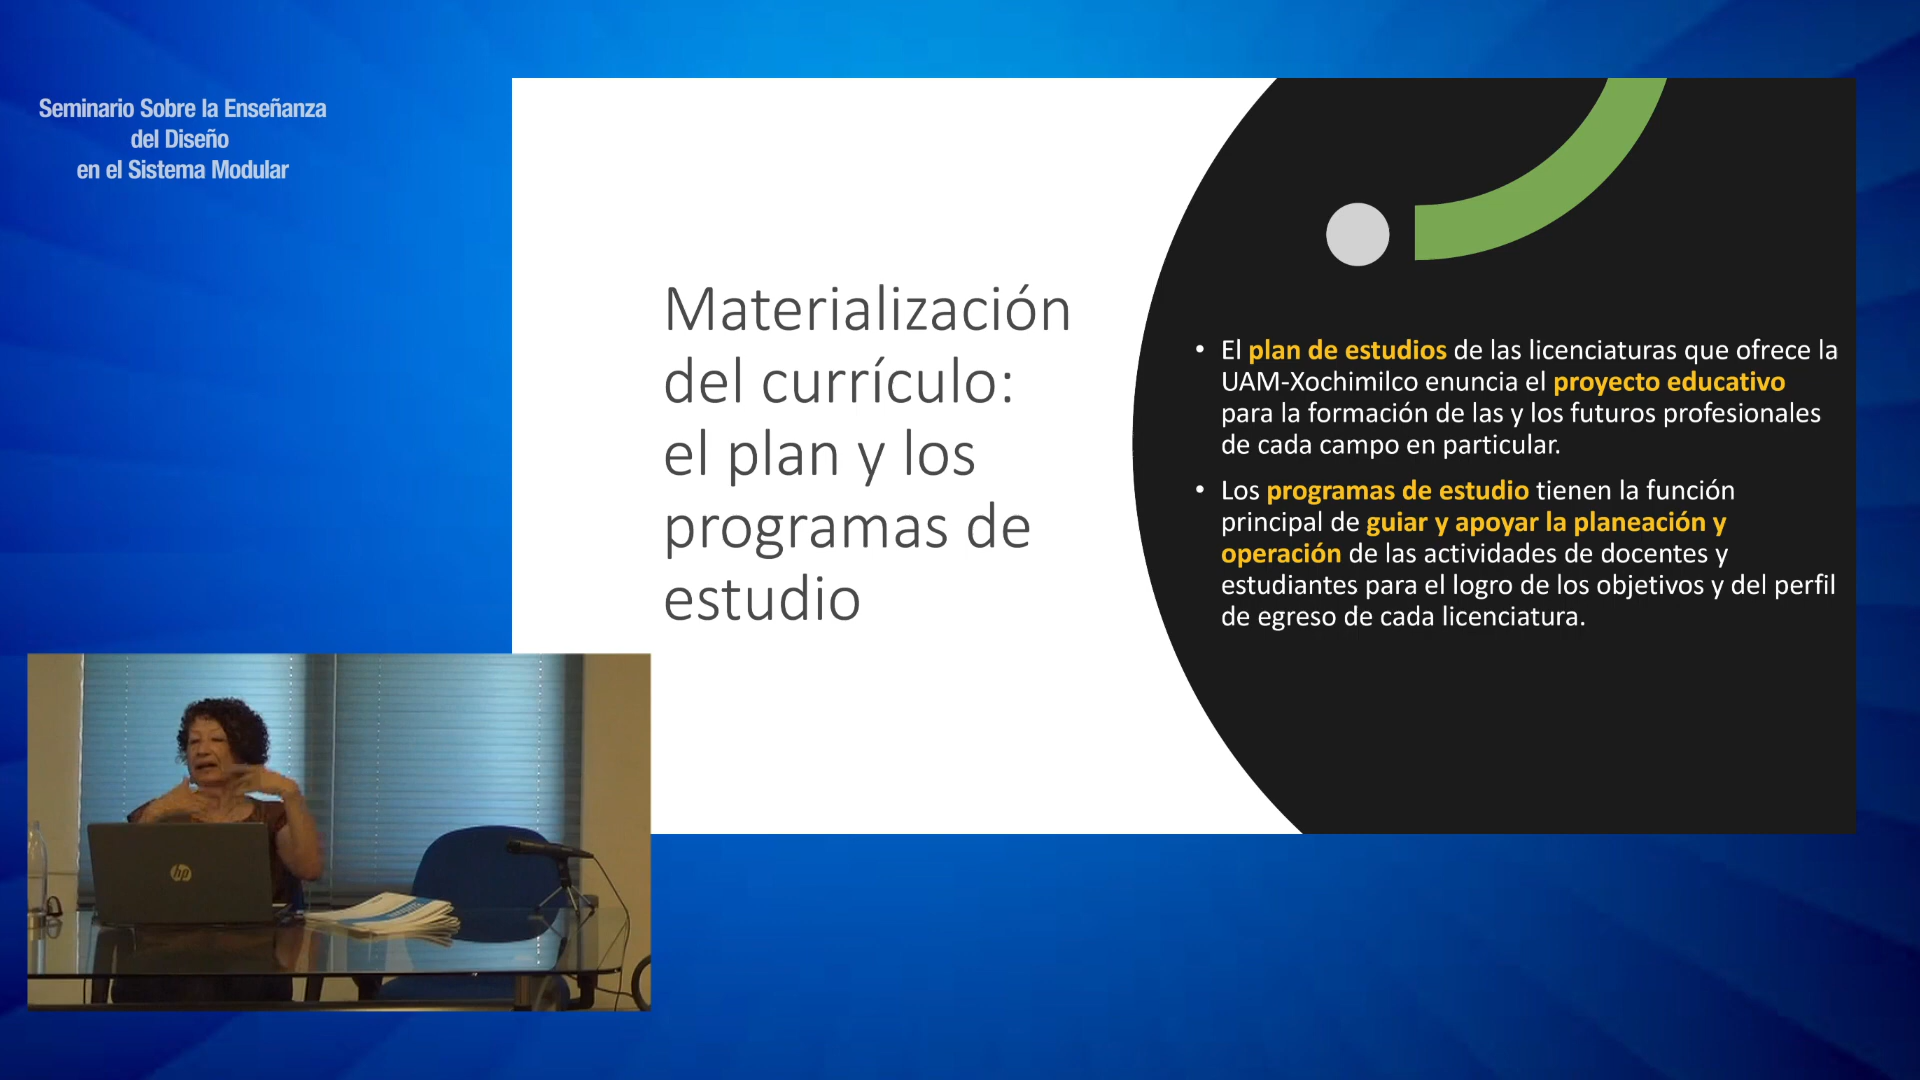 Seminario Sobre la Enseñanza
del Diseño
en el Sistema Modular
Materialización
del currículo:
el plan y los
programas de
estudio
• El plan de estudios de las licenciaturas que ofrece la
UAM-Xochimilco enuncia el proyecto educativo
para la formación de las y los futuros profesionales
de cada campo en particular.
• Los programas de estudio tienen la función
principal de guiar y apoyar la planeación y
operación de las actividades de docentes y
estudiantes para el logro de los objetivos y del perfil
de egreso de cada licenciatura.
hp